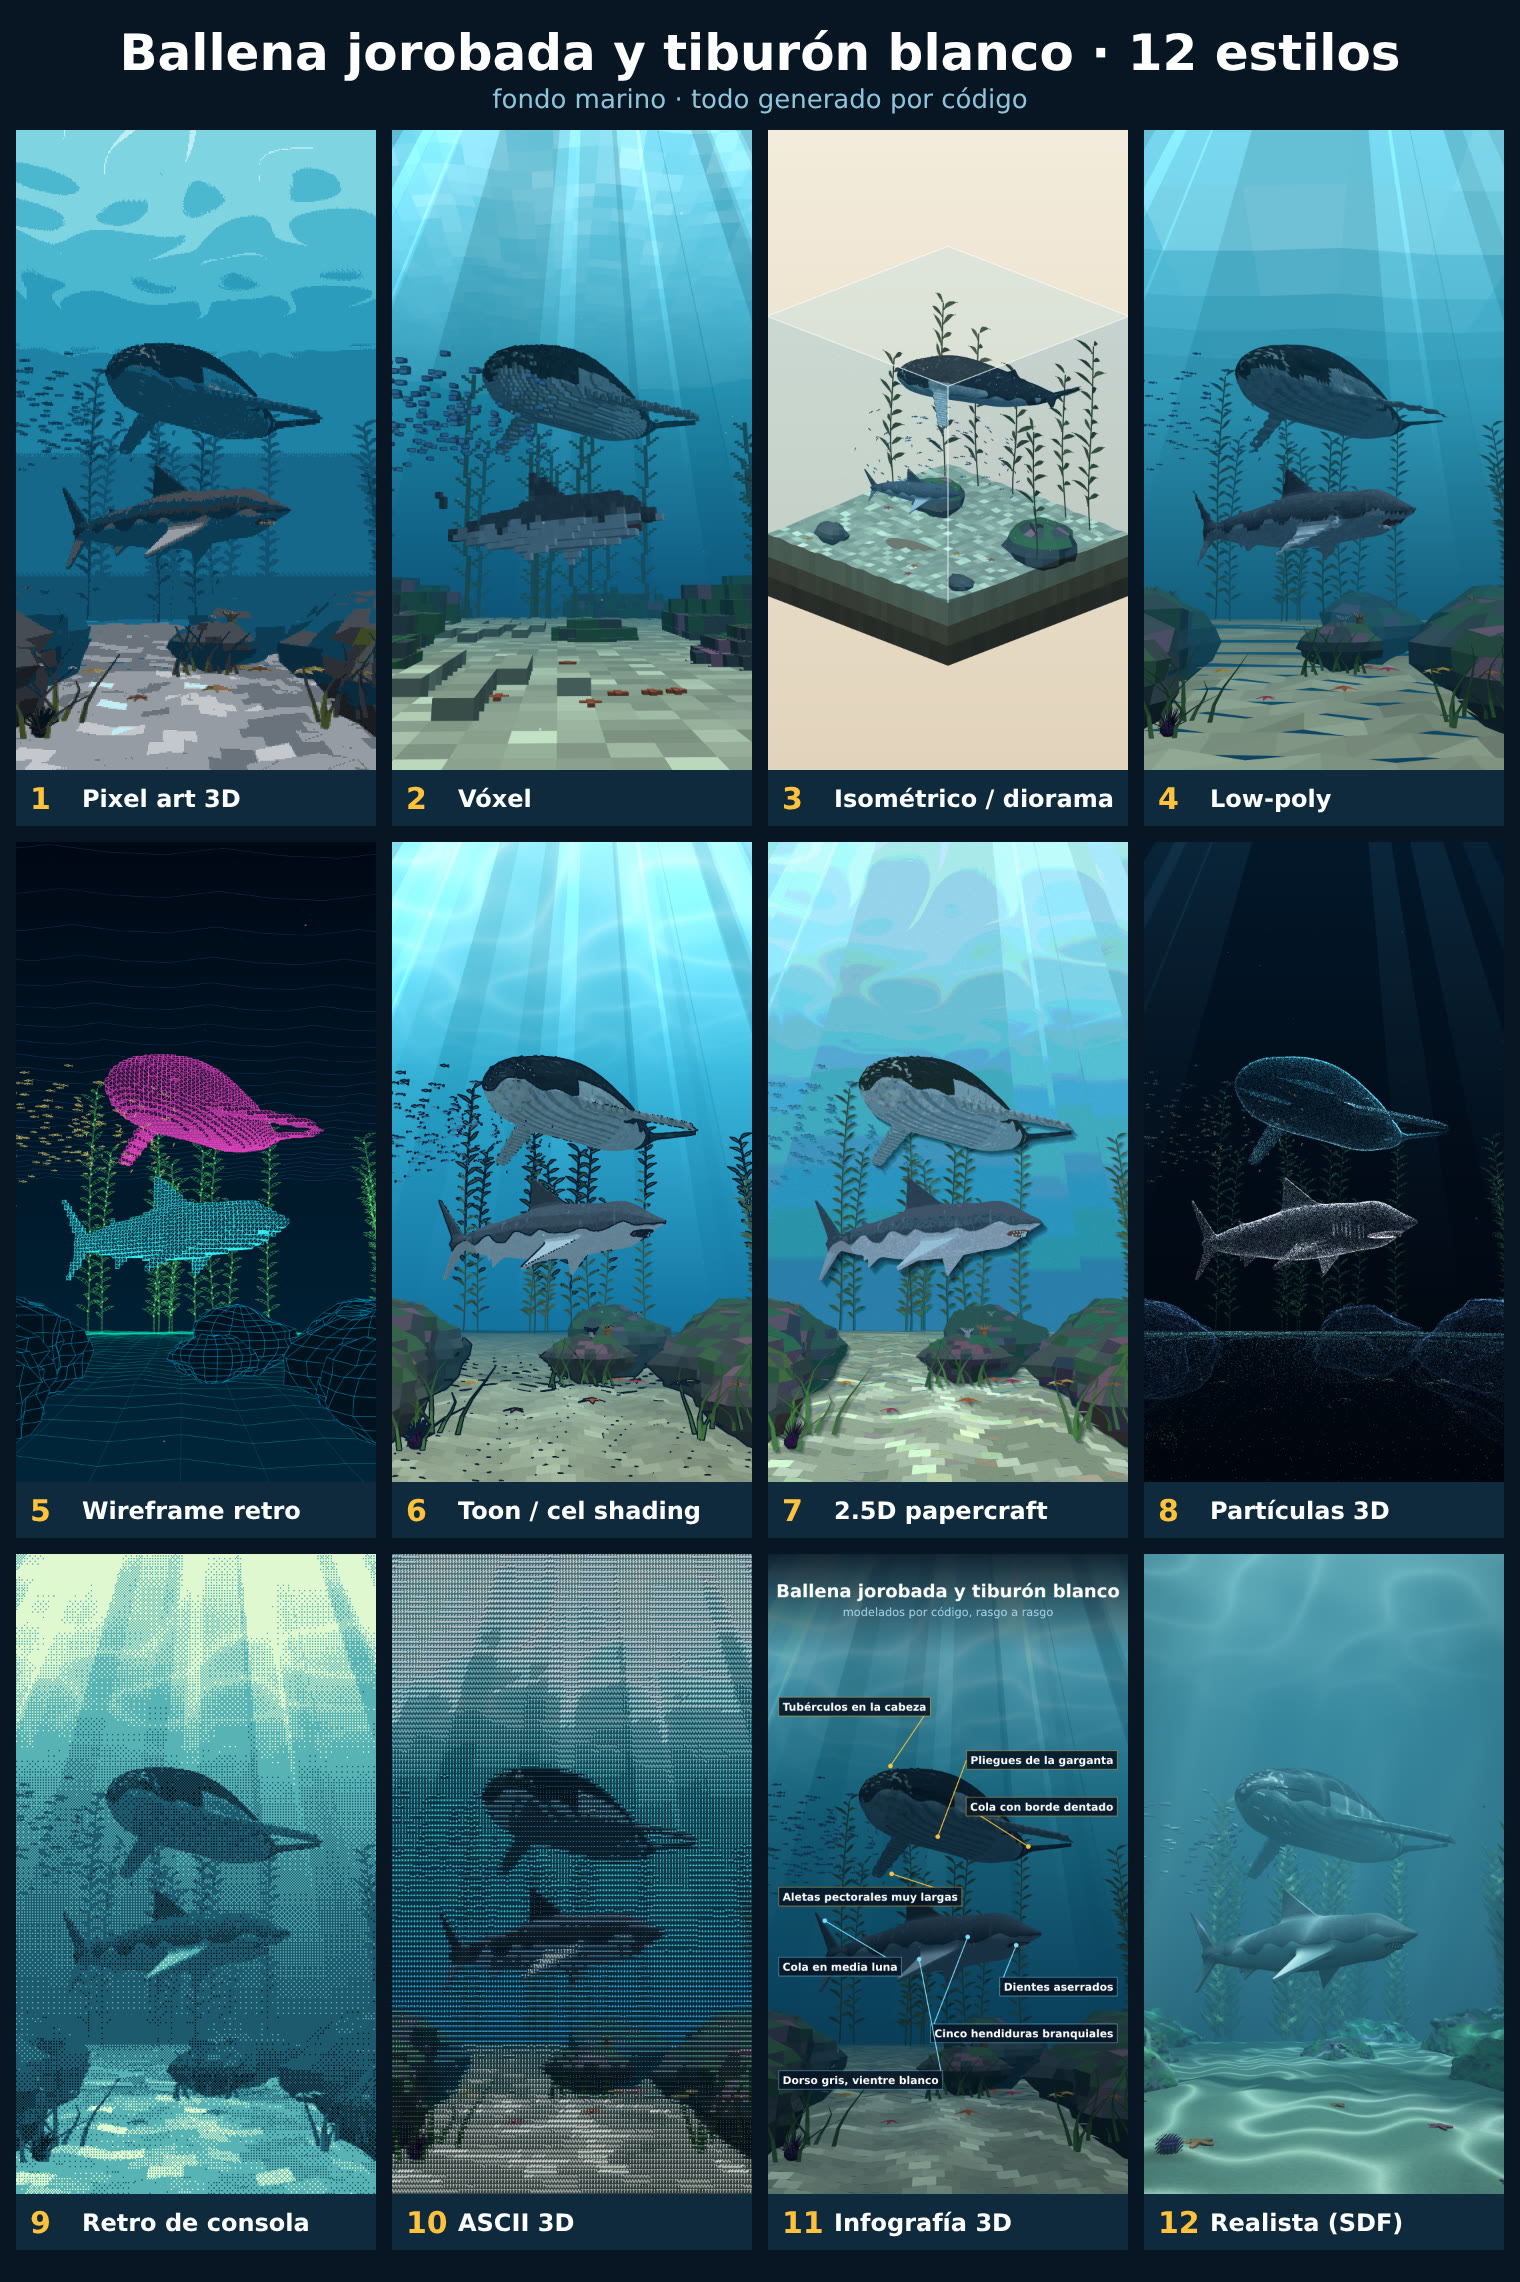 Ballena jorobada y tiburón blanco · 12 estilos
fondo marino · todo generado por código
1 Pixel art 3D
2 Vóxel
3 Isométrico / diorama
4 Low-poly
5 Wireframe retro
6 Toon / cel shading
7 2.5D papercraft
8 Partículas 3D
Ballena jorobada y tiburón blanco
modelados por código, rasgo a rasgo
Tubérculos en la cabeza
Pliegues de la garganta
Cola con borde dentado
Aletas pectorales muy largas
Cola en media luna
Dientes aserrados
Cinco hendiduras branquiales
Dorso gris, vientre blanco
9 Retro de consola
10 ASCII 3D
11 Infografía 3D
12 Realista (SDF)